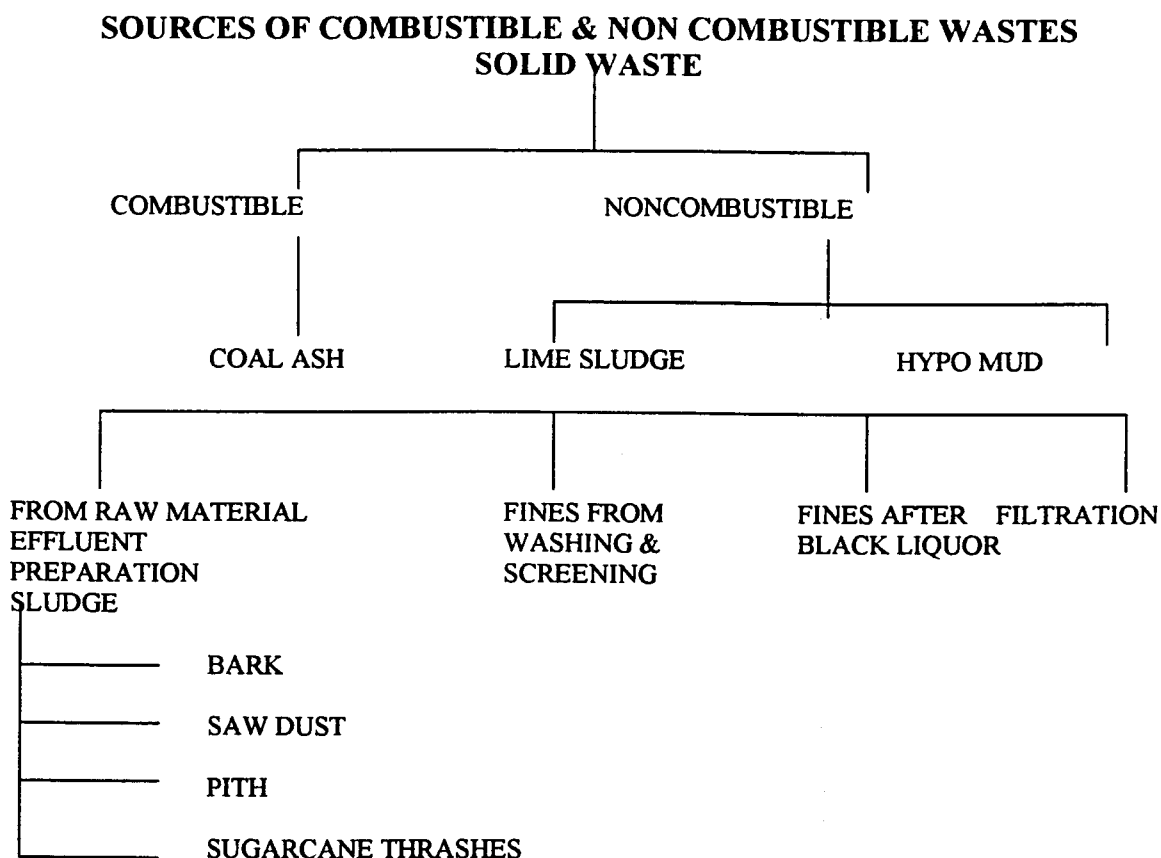 SOURCES OF COMBUSTIBLE & NON COMBUSTIBLE WASTES
SOLID WASTE
COMBUSTIBLE
NONCOMBUSTIBLE
COAL ASH
LIME SLUDGE
HYPO MUD
FROM RAW MATERIAL
EFFLUENT
PREPARATION
SLUDGE
FINES FROM
WASHING &
SCREENING
FINES AFTER FILTRATION
BLACK LIQUOR
BARK
SAW DUST
PITH
SUGARCANE THRASHES